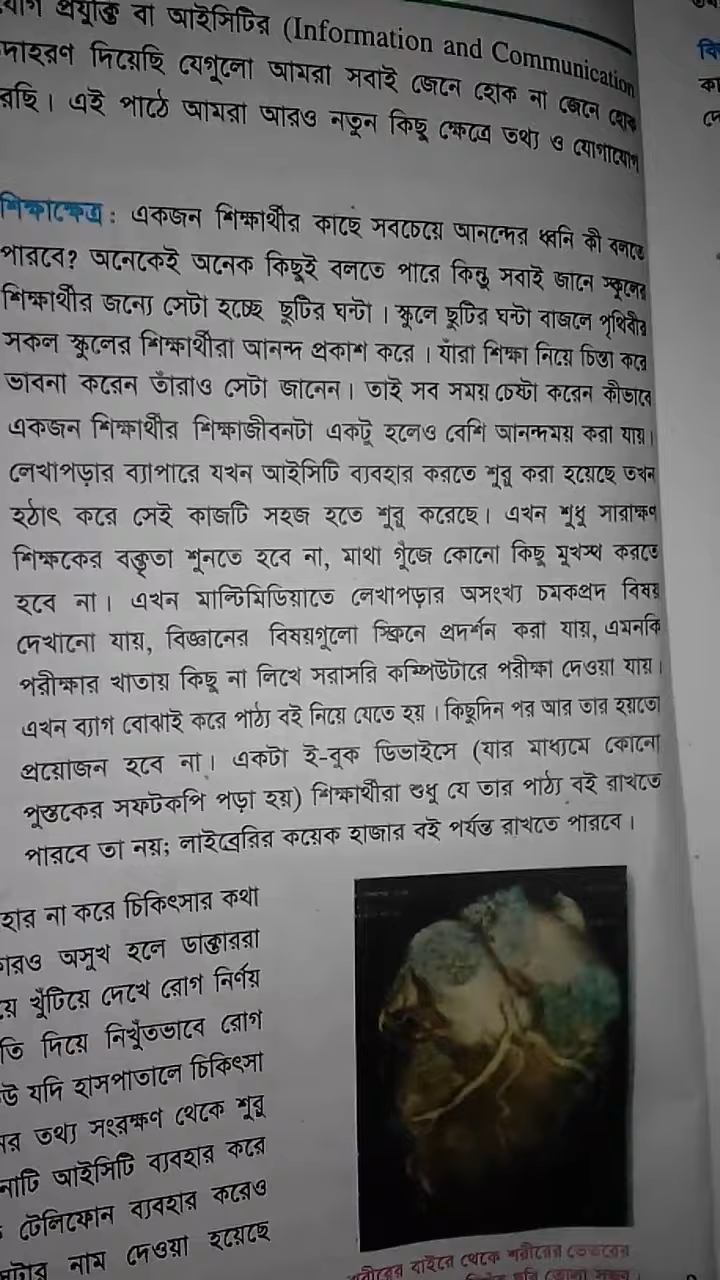 প্রযুক্তি বা আইসিটির (Information and Communication
দিয়েছি যেগুলো আমরা সবাই জেনে হোক না জেনে হোক
রছি। এই পাঠে আমরা আরও নতুন কিছু ক্ষেত্রে তথ্য ও যোগাযোগ
শিক্ষাক্ষেত্র : একজন শিক্ষার্থীর কাছে সবচেয়ে আনন্দের ধ্বনি কী বলতে
পারবে? অনেকেই অনেক কিছুই বলতে পারে কিন্তু সবাই জানে স্কুলের
শিক্ষার্থীর জন্যে সেটা হচ্ছে ছুটির ঘন্টা। স্কুলে ছুটির ঘন্টা বাজলে পৃথিবীর
সকল স্কুলের শিক্ষার্থীরা আনন্দ প্রকাশ করে। যাঁরা শিক্ষা নিয়ে চিন্তা করে
ভাবনা করেন তাঁরাও সেটা জানেন। তাই সব সময় চেষ্টা করেন কীভাবে
একজন শিক্ষার্থীর শিক্ষাজীবনটা একটু হলেও বেশি আনন্দময় করা যায়।
লেখাপড়ার ব্যাপারে যখন আইসিটি ব্যবহার করতে শুরু করা হয়েছে তখন
হঠাৎ করে সেই কাজটি সহজ হতে শুরু করেছে। এখন শুধু সারাক্ষণ
শিক্ষকের বক্তৃতা শুনতে হবে না, মাথা গুঁজে কোনো কিছু মুখস্থ করতে
হবে না। এখন মাল্টিমিডিয়াতে লেখাপড়ার অসংখ্য চমকপ্রদ বিষয়
দেখানো যায়, বিজ্ঞানের বিষয়গুলো স্ক্রিনে প্রদর্শন করা যায়, এমনকি
পরীক্ষার খাতায় কিছু না লিখে সরাসরি কম্পিউটারে পরীক্ষা দেওয়া যায়।
এখন ব্যাগ বোঝাই করে পাঠ্য বই নিয়ে যেতে হয়। কিছুদিন পর আর তার হয়তো
প্রয়োজন হবে না। একটা ই-বুক ডিভাইসে (যার মাধ্যমে কোনো
পুস্তকের সফটকপি পড়া হয়) শিক্ষার্থীরা শুধু যে তার পাঠ্য বই রাখতে
পারবে তা নয়; লাইব্রেরির কয়েক হাজার বই পর্যন্ত রাখতে পারবে।
হার না করে চিকিৎসার কথা
ারও অসুখ হলে ডাক্তাররা
য়ে খুঁটিয়ে দেখে রোগ নির্ণয়
তি দিয়ে নিখুঁতভাবে রোগ
উ যদি হাসপাতালে চিকিৎসা
তথ্য সংরক্ষণ থেকে শুরু
আইসিটি ব্যবহার করে
টেলিফোন ব্যবহার করেও
নাম দেওয়া হয়েছে
শরীরের বাইরে থেকে শরীরের ভেতরের